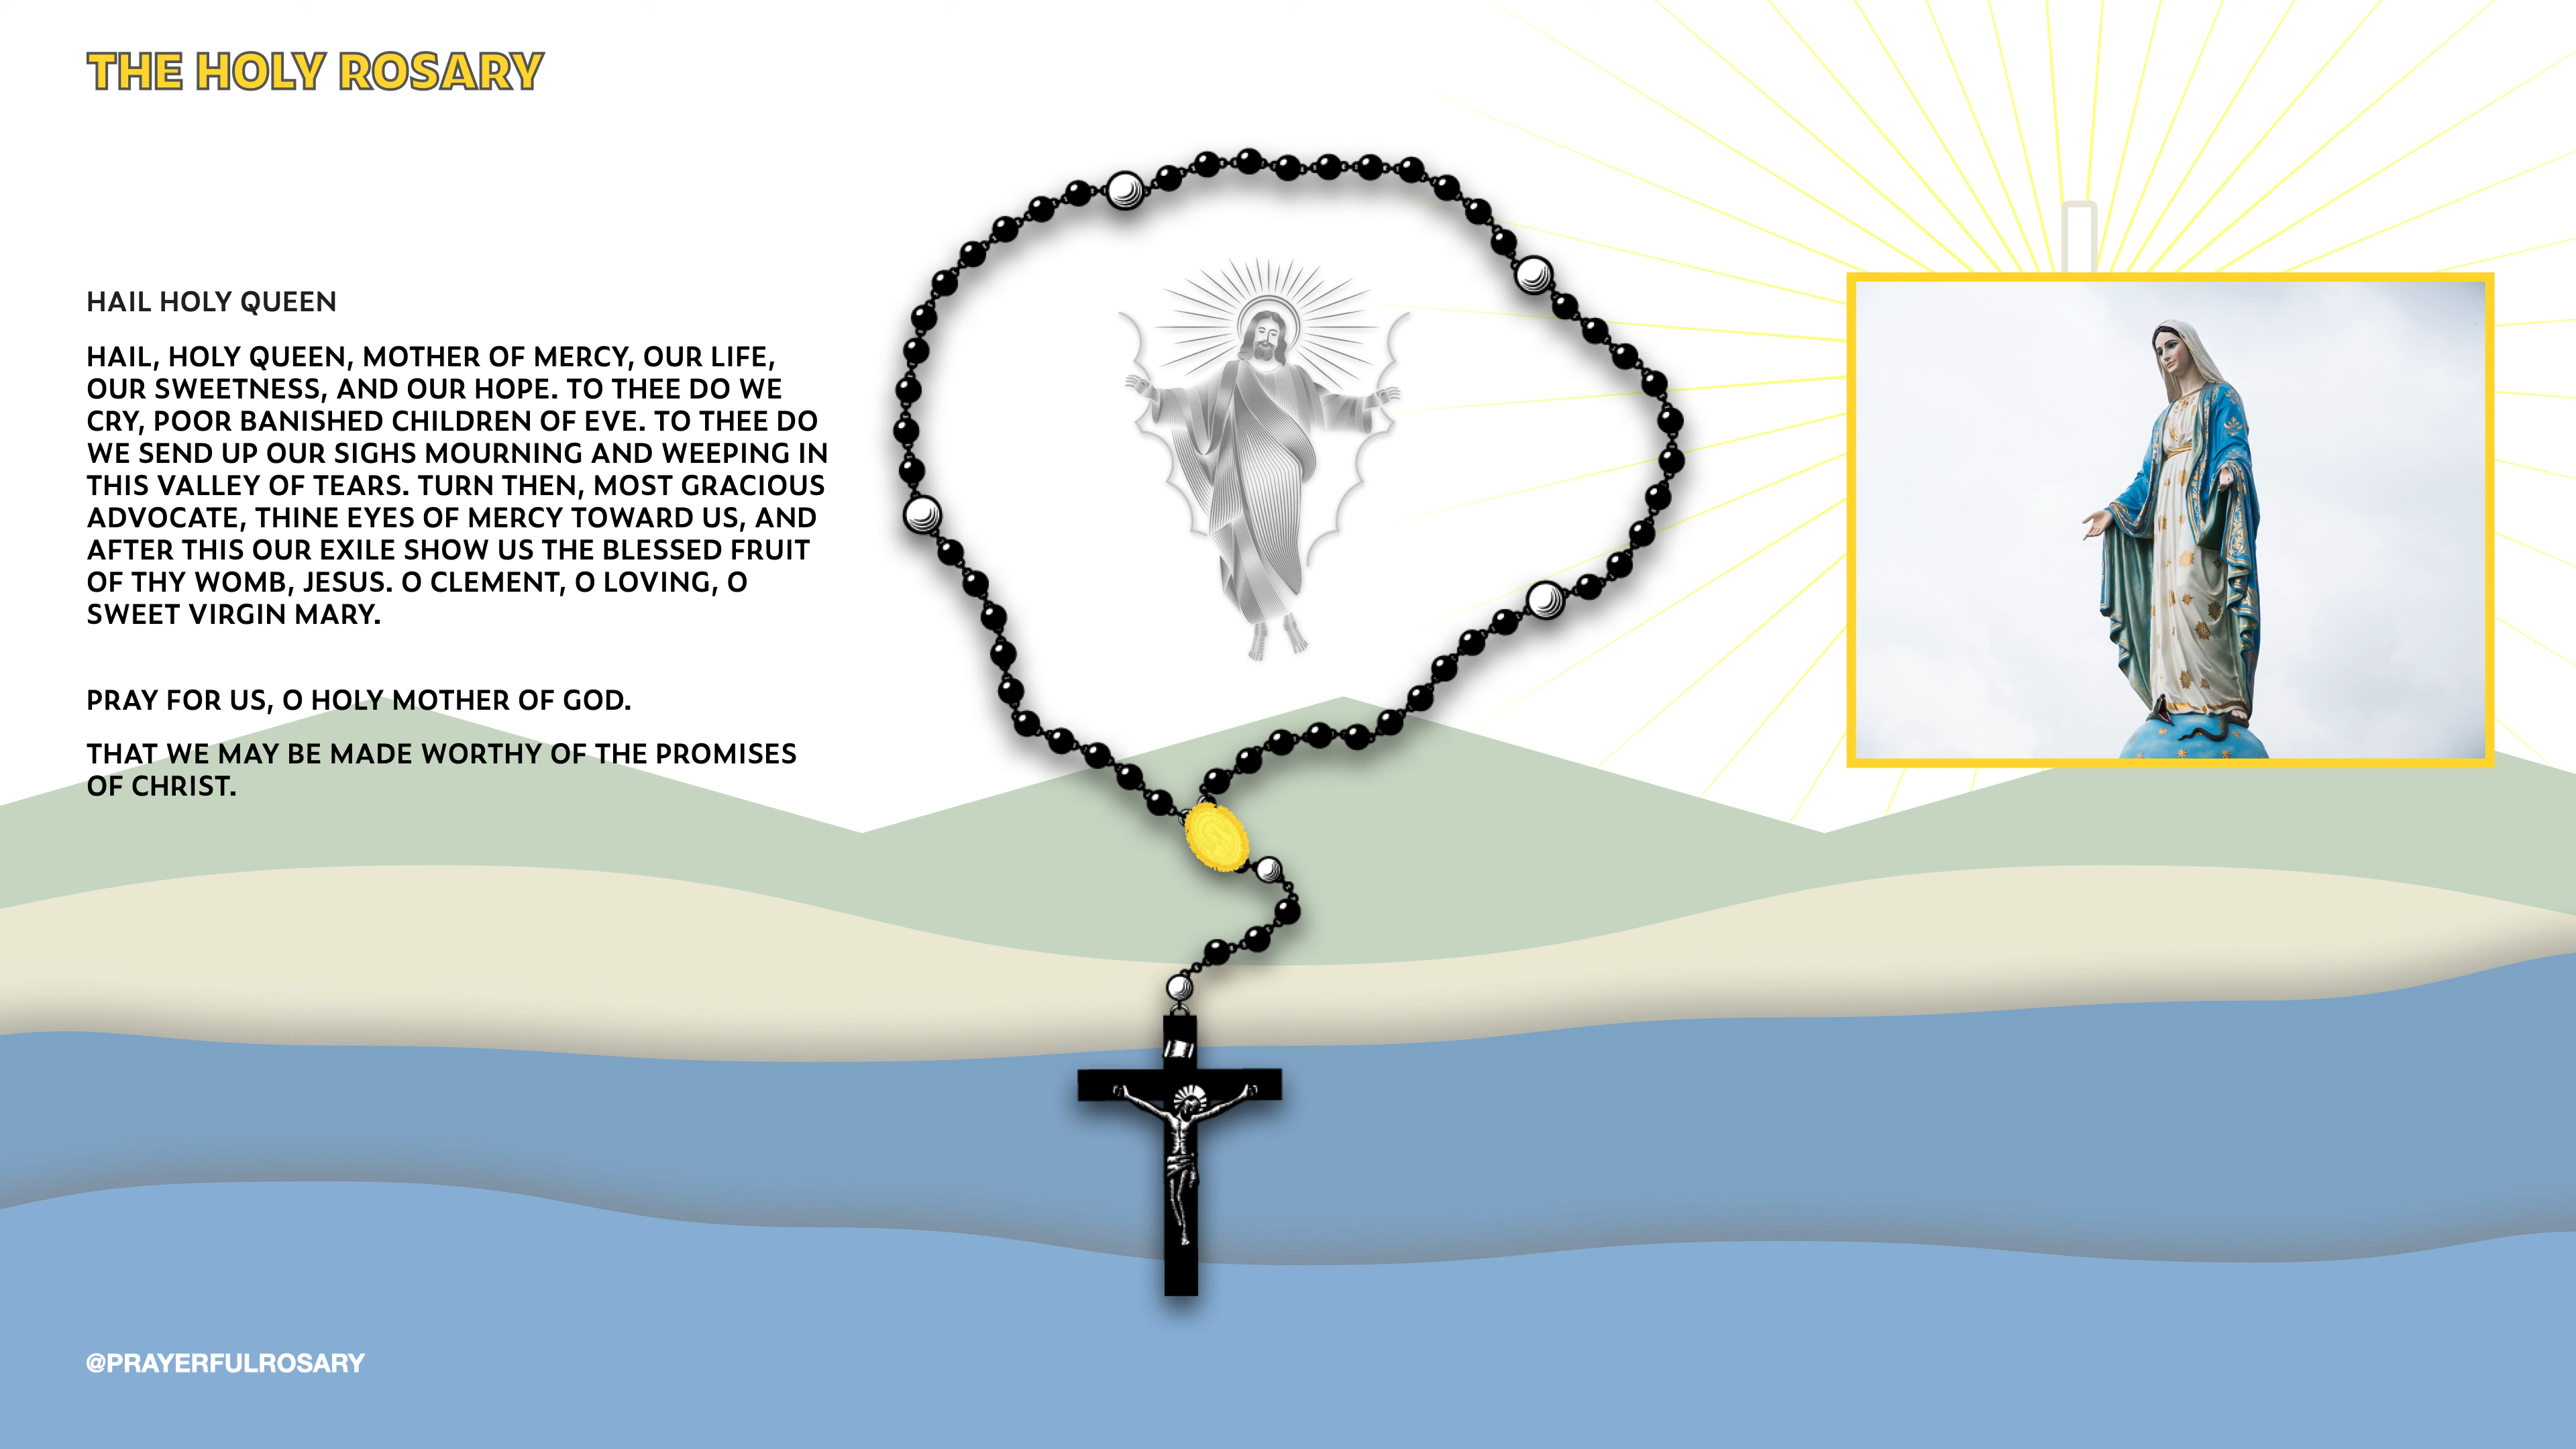 THE HOLY ROSARY
HAIL HOLY QUEEN
HAIL, HOLY QUEEN, MOTHER OF MERCY, OUR LIFE,
OUR SWEETNESS, AND OUR HOPE. TO THEE DO WE
CRY, POOR BANISHED CHILDREN OF EVE. TO THEE DO
WE SEND UP OUR SIGHS MOURNING AND WEEPING IN
THIS VALLEY OF TEARS. TURN THEN, MOST GRACIOUS
ADVOCATE, THINE EYES OF MERCY TOWARD US, AND
AFTER THIS OUR EXILE SHOW US THE BLESSED FRUIT
OF THY WOMB, JESUS. O CLEMENT, O LOVING, O
SWEET VIRGIN MARY.
PRAY FOR US, O HOLY MOTHER OF GOD.
THAT WE MAY BE MADE WORTHY OF THE PROMISES
OF CHRIST.
@PRAYERFULROSARY